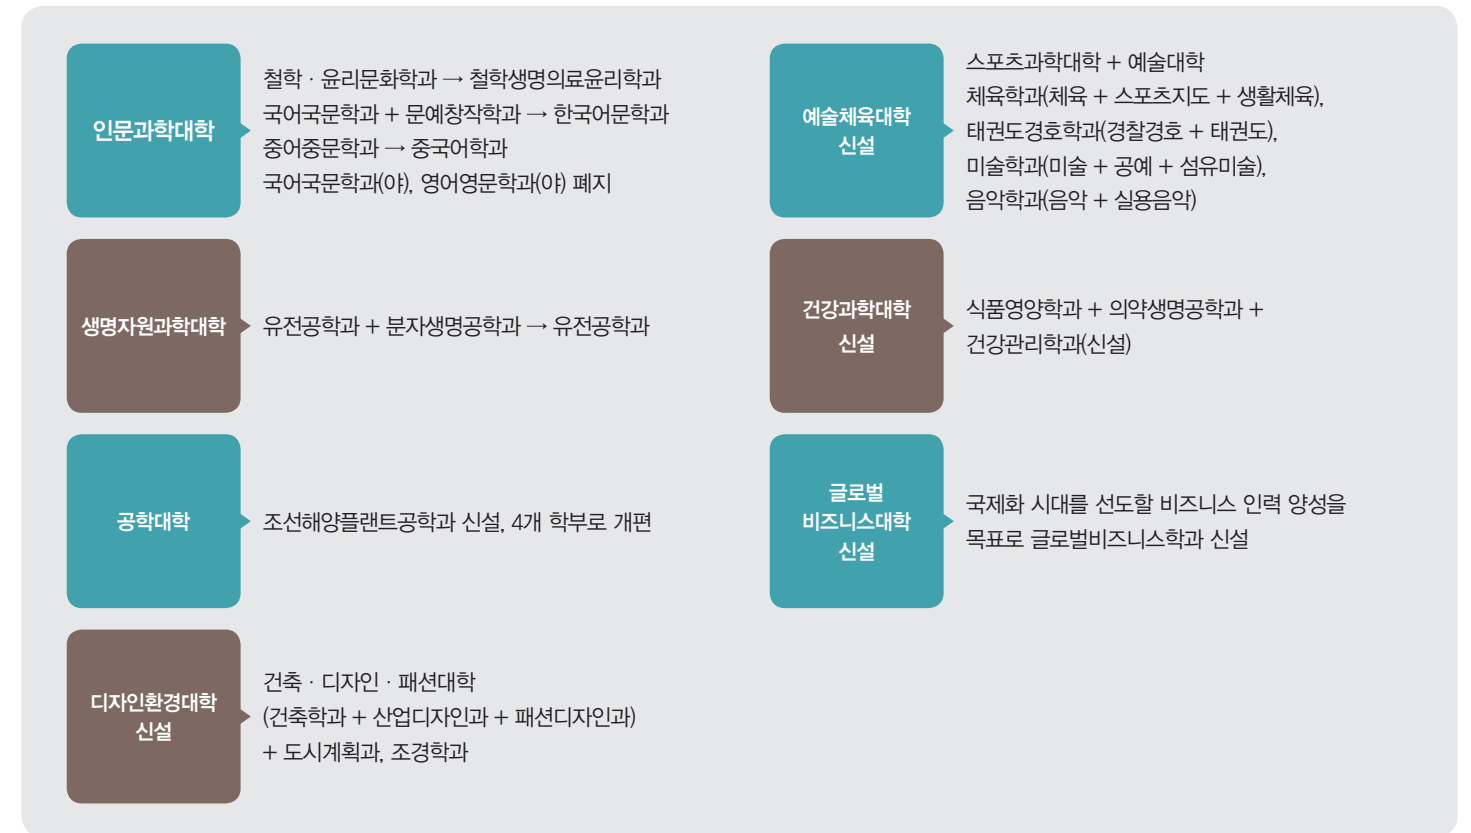 인문과학대학
철학 · 윤리문화학과 → 철학생명의료윤리학과
국어국문학과 + 문예창작학과 → 한국어문학과
중어중문학과 → 중국어학과
국어국문학과(야), 영어영문학과(야) 폐지
생명자원과학대학
유전공학과 + 분자생명공학과 → 유전공학과
공학대학
조선해양플랜트공학과 신설, 4개 학부로 개편
디자인환경대학
신설
건축 · 디자인 · 패션대학
(건축학과 + 산업디자인과 + 패션디자인과)
+ 도시계획과, 조경학과
예술체육대학
신설
스포츠과학대학 + 예술대학
체육학과(체육 + 스포츠지도 + 생활체육),
태권도경호학과(경찰경호 + 태권도),
미술학과(미술 + 공예 + 섬유미술),
음악학과(음악 + 실용음악)
건강과학대학
신설
식품영양학과 + 의약생명공학과 +
건강관리학과(신설)
글로벌
비즈니스대학
신설
국제화 시대를 선도할 비즈니스 인력 양성을
목표로 글로벌비즈니스학과 신설